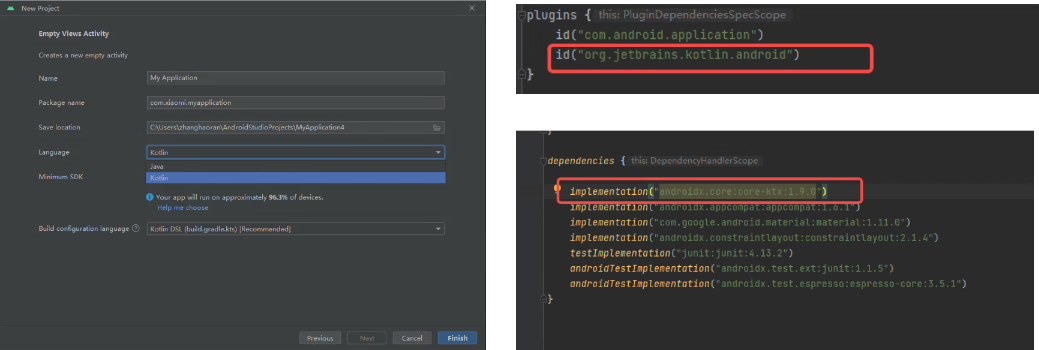 New Project
Empty Views Activity
Creates a new empty activity
Name
My Application
Package name
com.xiaomi.myapplication
Save location
C:\Users\zhanghaoran\AndroidStudioProjects\MyApplication4
Language
Kotlin
Java
Kotlin
Minimum SDK
Your app will run on approximately 96.3% of devices.
Help me choose
Build configuration language
Kotlin DSL (build.gradle.kts) [Recommended]
Previous
Next
Cancel
Finish
plugins { this: PluginDependenciesSpecScope
id("com.android.application")
id("org.jetbrains.kotlin.android")
}
}
dependencies { this: DependencyHandlerScope
implementation("androidx.core:core-ktx:1.9.0")
implementation("androidx.appcompat:appcompat:1.6.1")
implementation("com.google.android.material:material:1.11.0")
implementation("androidx.constraintlayout:constraintlayout:2.1.4")
testImplementation("junit:junit:4.13.2")
androidTestImplementation("androidx.test.ext:junit:1.1.5")
androidTestImplementation("androidx.test.espresso:espresso-core:3.5.1")
}